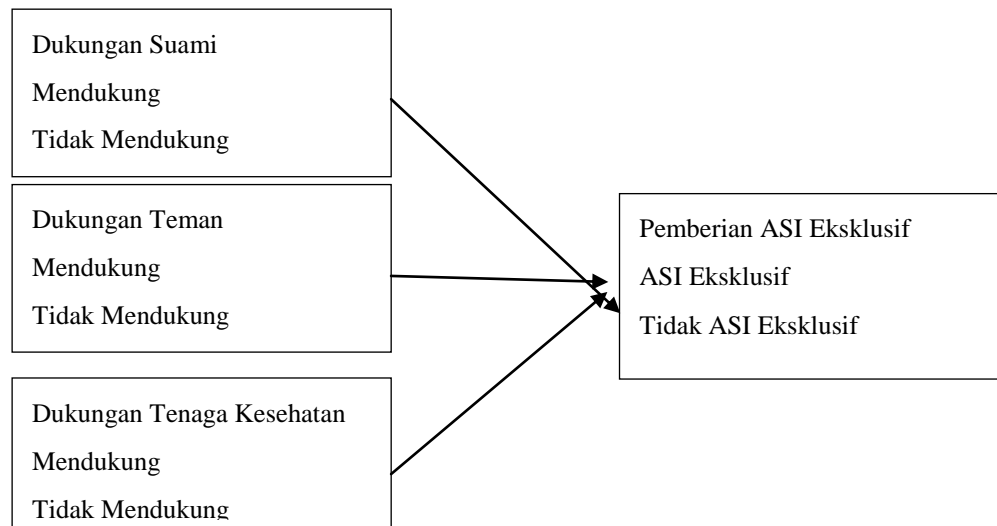 Dukungan Suami
Mendukung
Tidak Mendukung
Dukungan Teman
Mendukung
Tidak Mendukung
Dukungan Tenaga Kesehatan
Mendukung
Tidak Mendukung
Pemberian ASI Eksklusif
ASI Eksklusif
Tidak ASI Eksklusif